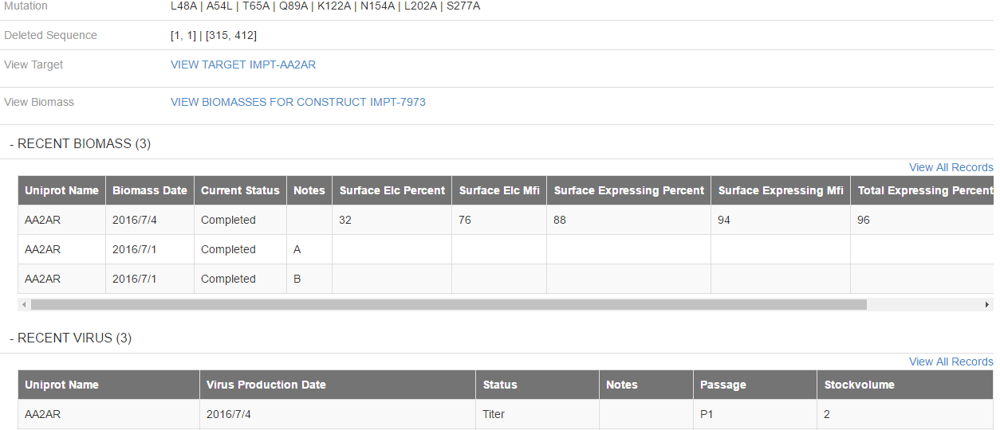 Mutation L48A | A54L | T65A | Q89A | K122A | N154A | L202A | S277A
Deleted Sequence [1, 1] | [315, 412]
View Target VIEW TARGET IMPT-AA2AR
View Biomass VIEW BIOMASSES FOR CONSTRUCT IMPT-7973
- RECENT BIOMASS (3)
View All Records
Uniprot Name Biomass Date Current Status Notes Surface Elc Percent Surface Elc Mfi Surface Expressing Percent Surface Expressing Mfi Total Expressing Percent
AA2AR 2016/7/4 Completed 32 76 88 94 96
AA2AR 2016/7/1 Completed A
AA2AR 2016/7/1 Completed B
- RECENT VIRUS (3)
View All Records
Uniprot Name Virus Production Date Status Notes Passage Stockvolume
AA2AR 2016/7/4 Titer P1 2